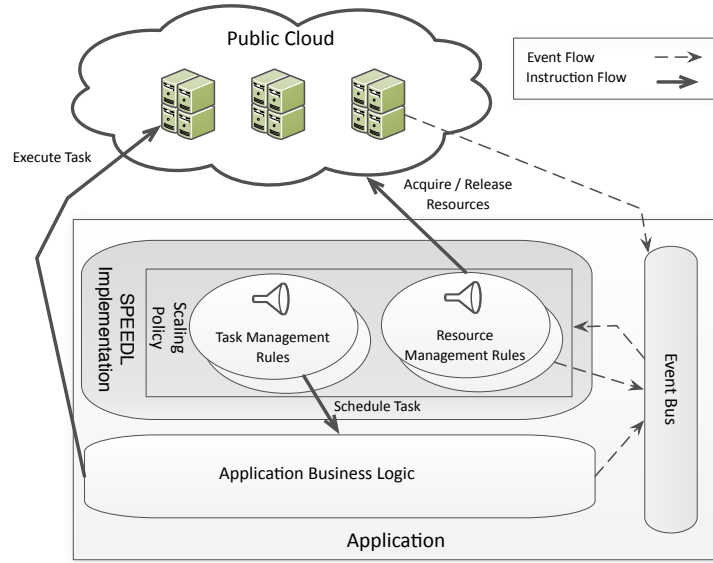 Public Cloud
Event Flow
Instruction Flow
Execute Task
Acquire / Release
Resources
SPEEDL
Implementation
Scaling
Policy
Task Management
Rules
Resource
Management Rules
Event Bus
Schedule Task
Application Business Logic
Application